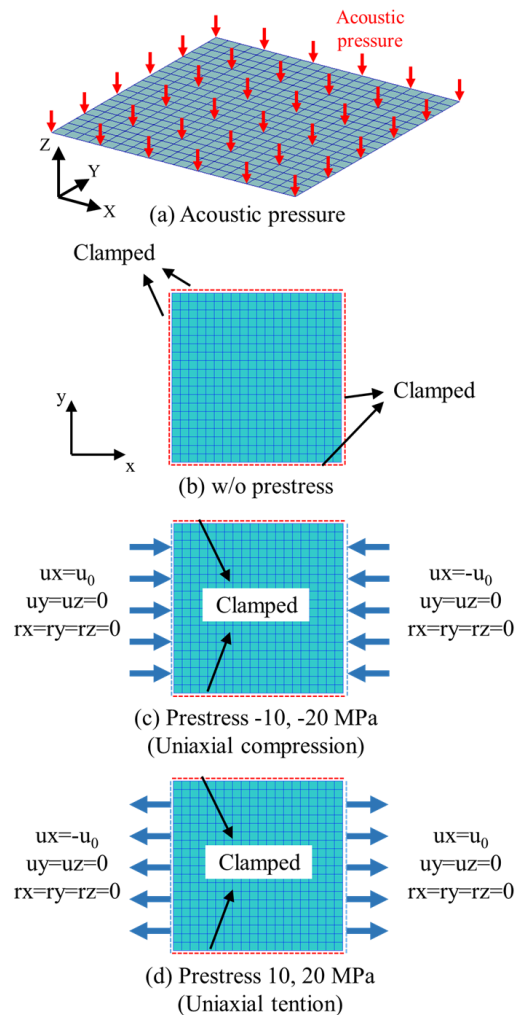 Acoustic
pressure
Z
Y
X
(a) Acoustic pressure
Clamped
Clamped
y
x
(b) w/o prestress
ux=u₀
uy=uz=0
rx=ry=rz=0
Clamped
ux=-u₀
uy=uz=0
rx=ry=rz=0
(c) Prestress -10, -20 MPa
(Uniaxial compression)
ux=-u₀
uy=uz=0
rx=ry=rz=0
Clamped
ux=u₀
uy=uz=0
rx=ry=rz=0
(d) Prestress 10, 20 MPa
(Uniaxial tention)